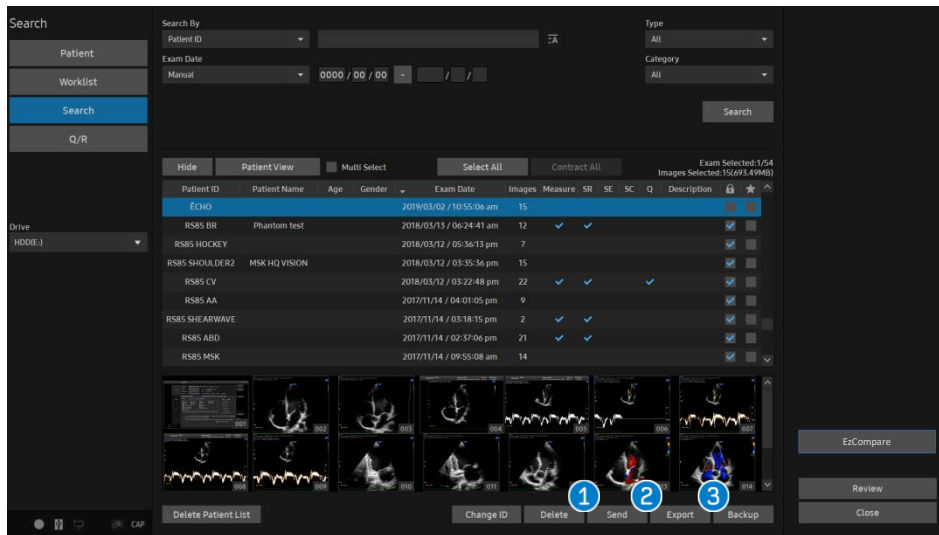 Search
Patient
Worklist
Search
Q/R
Drive
HDD(E:)
CAP
Search By
Patient ID
Type
All
Exam Date
Manual
0000 / 00 / 00 - / /
Category
All
Search
Hide
Patient View
Multi Select
Select All
Contract All
Exam Selected:1/54
Images Selected:15(693.49MB)
Patient ID Patient Name Age Gender Exam Date Images Measure SR SE SC Q Description
ÉCHO 2019/03/02 / 10:55:06 am 15
RS85 BR Phantom test 2018/03/13 / 06:24:41 am 12
RS85 HOCKEY 2018/03/12 / 05:36:13 pm 7
RS85 SHOULDER2 MSK HQ VISION 2018/03/12 / 03:35:36 pm 15
RS85 CV 2018/03/12 / 03:22:48 pm 22
RS85 AA 2017/11/14 / 04:01:05 pm 9
RS85 SHEARWAVE 2017/11/14 / 03:18:15 pm 2
RS85 ABD 2017/11/14 / 02:37:06 pm 21
RS85 MSK 2017/11/14 / 09:55:08 am 14
001 002 003 004 005 006 007
008 009 010 011 013 014
1 2 3
Delete Patient List
Change ID
Delete
Send
Export
Backup
EzCompare
Review
Close